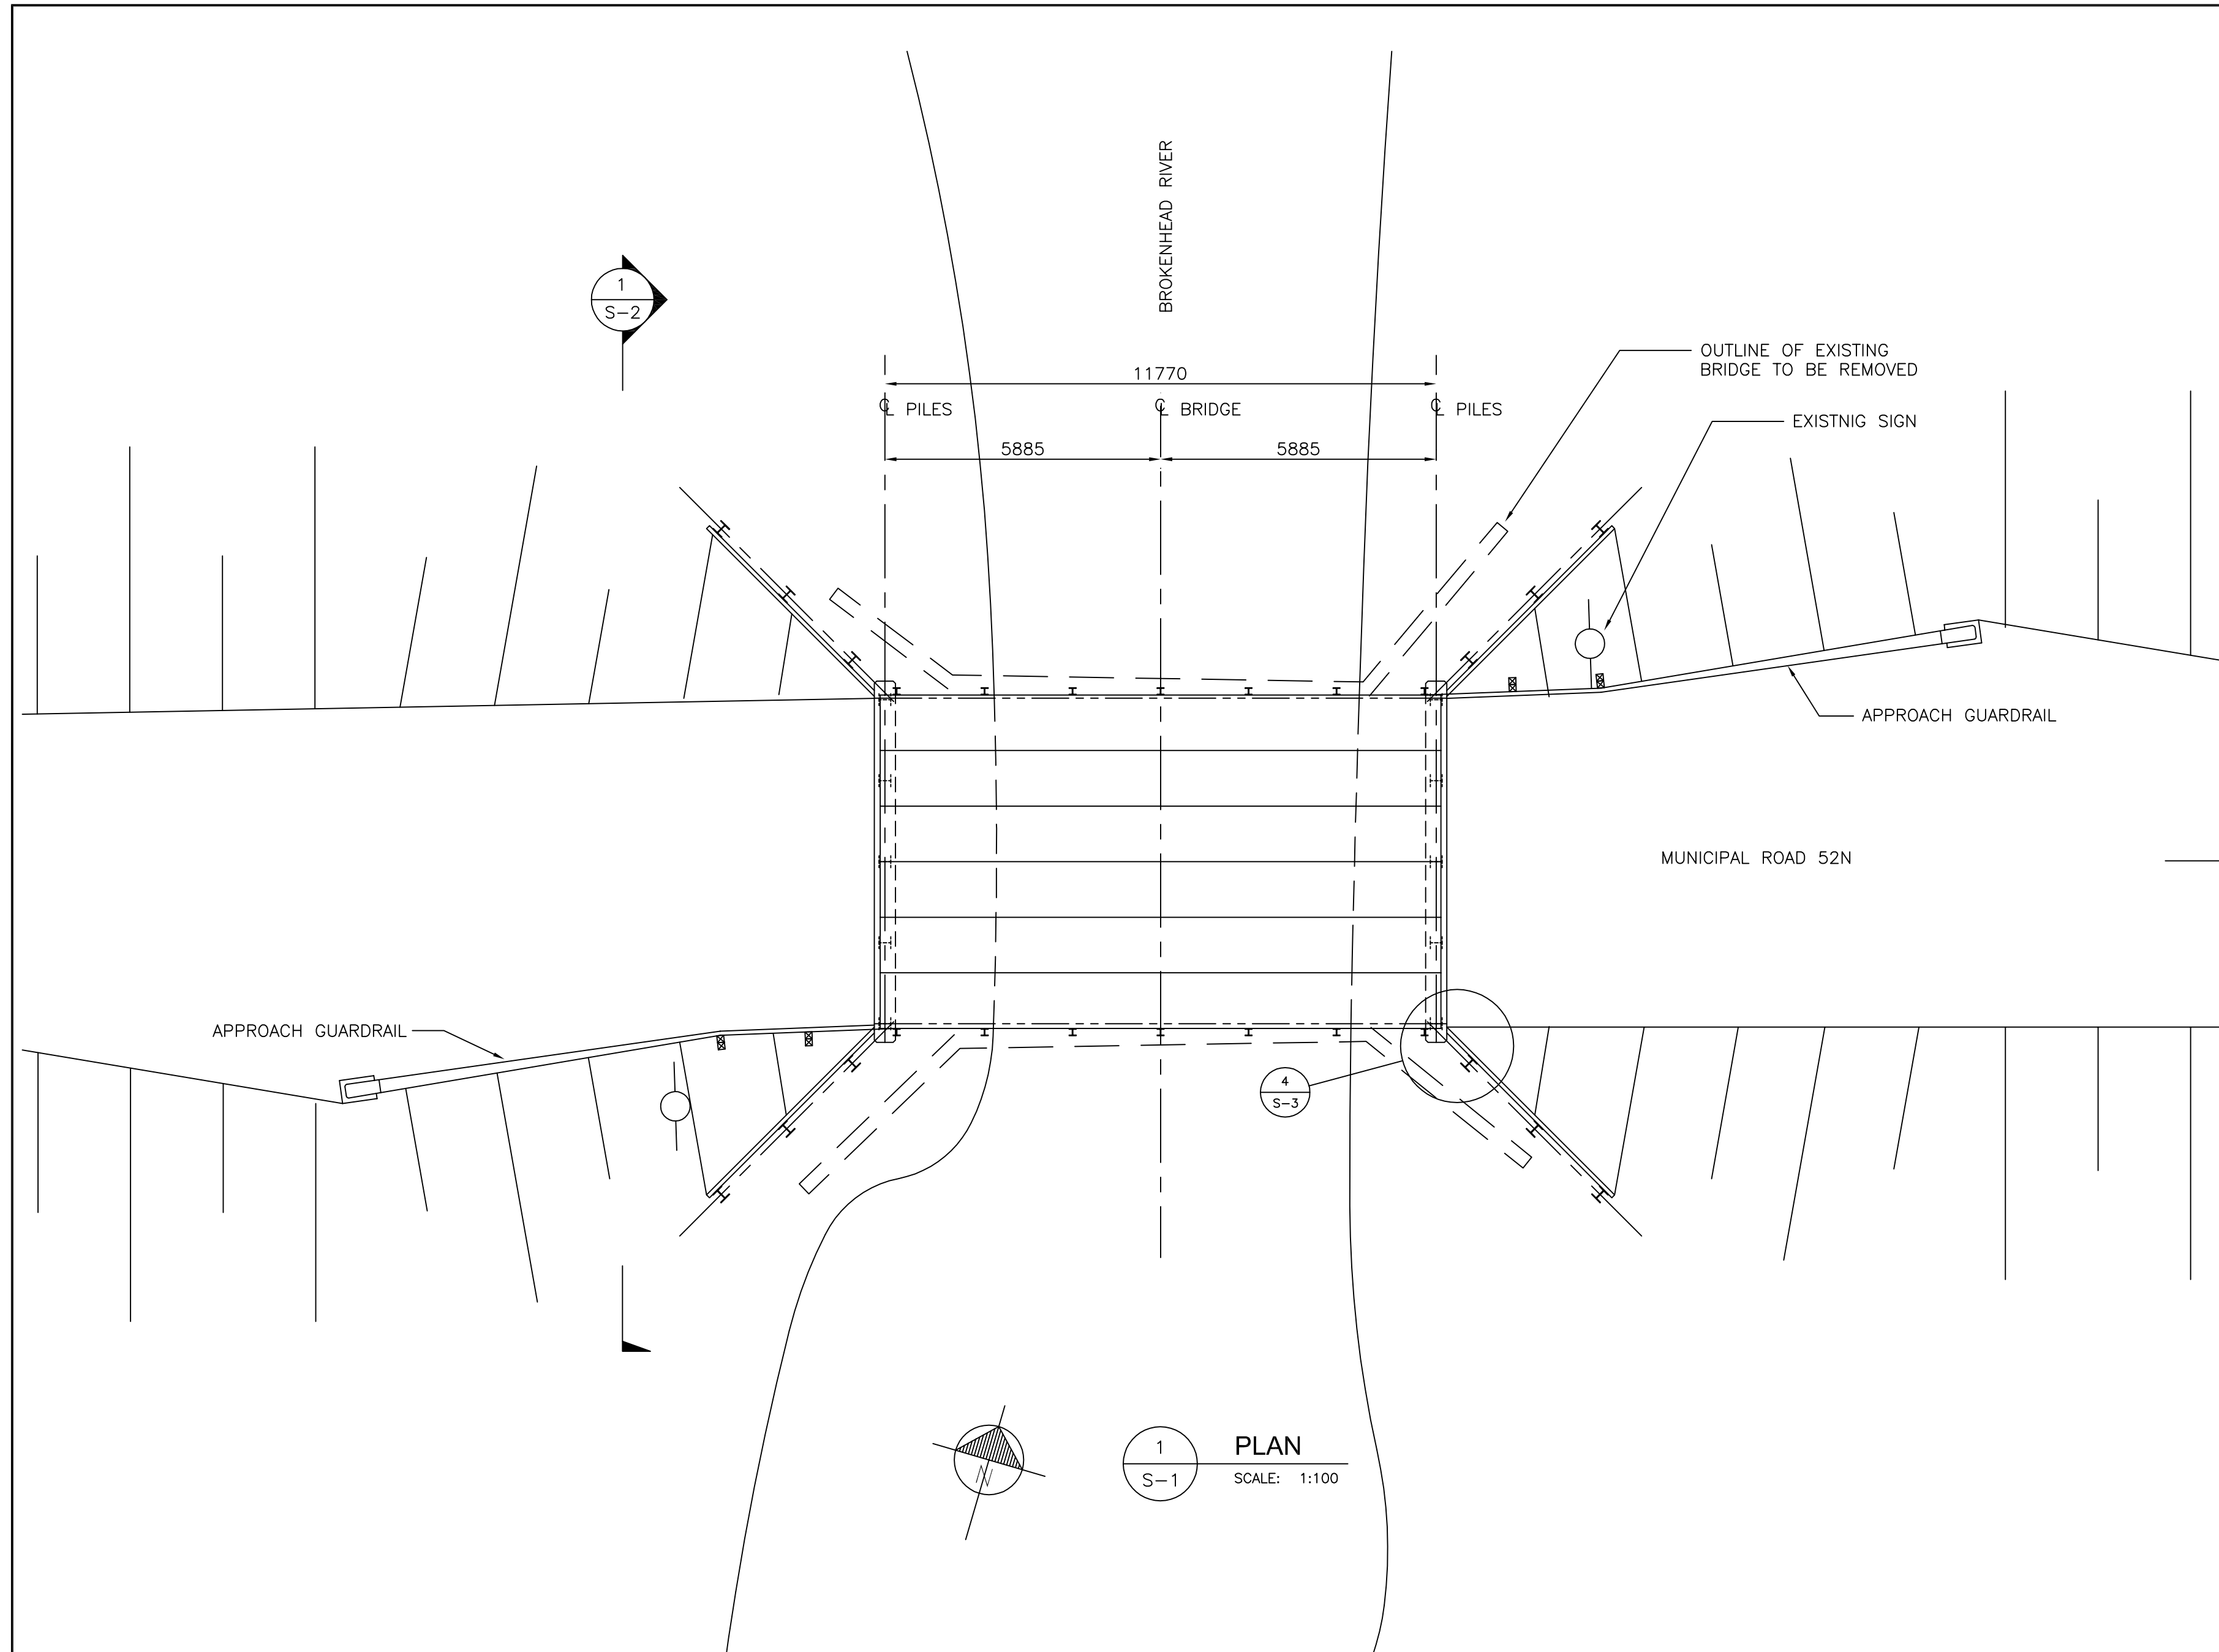 BROKENHEAD RIVER
1
S-2
OUTLINE OF EXISTING
BRIDGE TO BE REMOVED
11770
℄ PILES
℄ BRIDGE
℄ PILES
EXISTNIG SIGN
5885
5885
APPROACH GUARDRAIL
MUNICIPAL ROAD 52N
APPROACH GUARDRAIL
4
S-3
N
1
S-1
PLAN
SCALE: 1:100